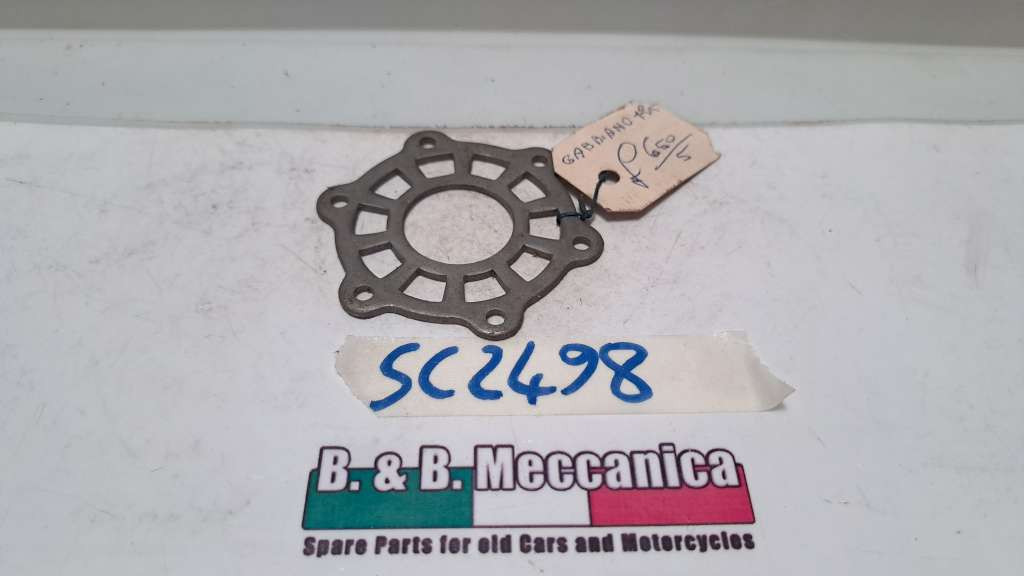 GABBIANO
650/5
SC2498
B. & B. Meccanica
Spare Parts for old Cars and Motorcycles